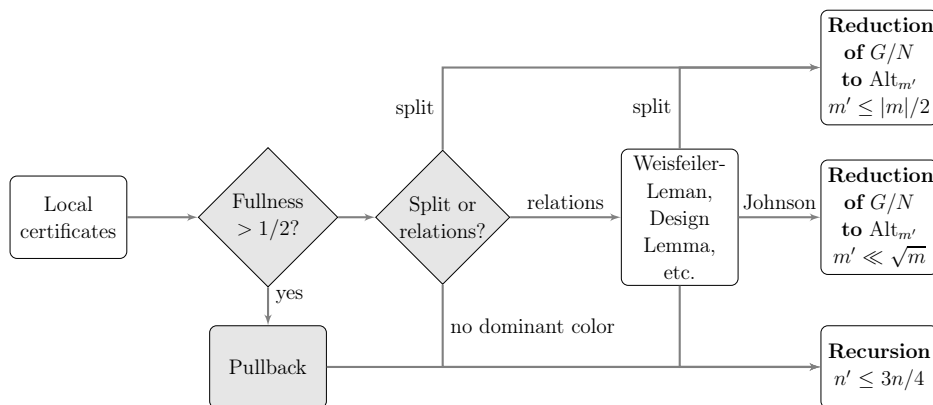 Local
certificates
Fullness
> 1/2?
yes
Pullback
Split or
relations?
split
relations
no dominant color
Weisfeiler-
Leman,
Design
Lemma,
etc.
split
Johnson
Reduction
of G/N
to Alt_{m'}
m' ≤ |m|/2
Reduction
of G/N
to Alt_{m'}
m' ≪ √m
Recursion
n' ≤ 3n/4